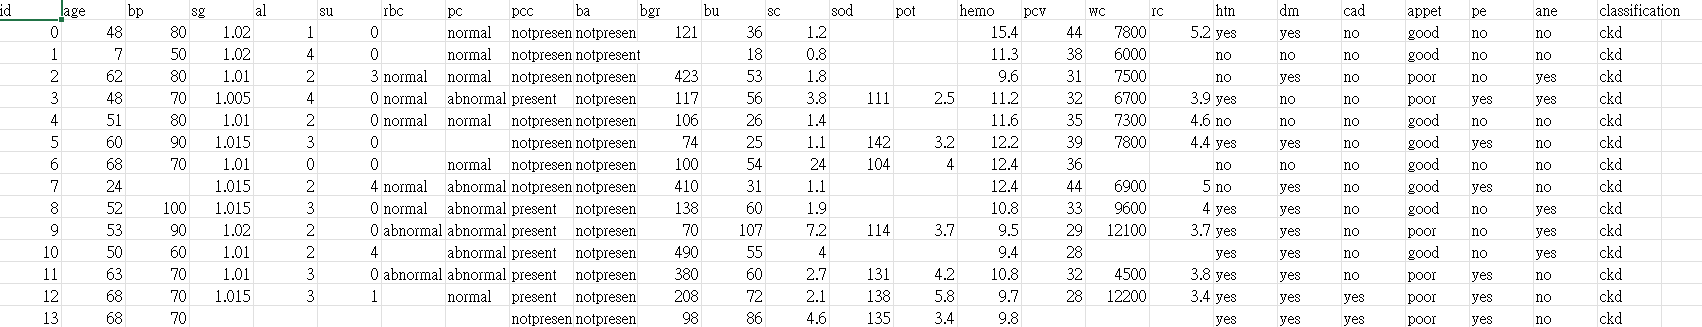 id age bp sg al su rbc pc pcc ba bgr bu sc sod pot hemo pcv wc rc htn dm cad appet pe ane classification
0 48 80 1.02 1 0 normal notpresen notpresen 121 36 1.2 15.4 44 7800 5.2 yes yes no good no no ckd
1 7 50 1.02 4 0 normal notpresen notpresent 18 0.8 11.3 38 6000 no no no good no no ckd
2 62 80 1.01 2 3 normal normal notpresen notpresen 423 53 1.8 9.6 31 7500 no yes no poor no yes ckd
3 48 70 1.005 4 0 normal abnormal present notpresen 117 56 3.8 111 2.5 11.2 32 6700 3.9 yes no no poor yes yes ckd
4 51 80 1.01 2 0 normal normal notpresen notpresen 106 26 1.4 11.6 35 7300 4.6 no no no good no no ckd
5 60 90 1.015 3 0 notpresen notpresen 74 25 1.1 142 3.2 12.2 39 7800 4.4 yes yes no good yes no ckd
6 68 70 1.01 0 0 normal notpresen notpresen 100 54 24 104 4 12.4 36 no no no good no no ckd
7 24 1.015 2 4 normal abnormal notpresen notpresen 410 31 1.1 12.4 44 6900 5 no yes no good yes no ckd
8 52 100 1.015 3 0 normal abnormal present notpresen 138 60 1.9 10.8 33 9600 4 yes yes no good no yes ckd
9 53 90 1.02 2 0 abnormal abnormal present notpresen 70 107 7.2 114 3.7 9.5 29 12100 3.7 yes yes no poor no yes ckd
10 50 60 1.01 2 4 abnormal present notpresen 490 55 4 9.4 28 yes yes no good no yes ckd
11 63 70 1.01 3 0 abnormal abnormal present notpresen 380 60 2.7 131 4.2 10.8 32 4500 3.8 yes yes no poor yes no ckd
12 68 70 1.015 3 1 normal present notpresen 208 72 2.1 138 5.8 9.7 28 12200 3.4 yes yes yes poor yes no ckd
13 68 70 notpresen notpresen 98 86 4.6 135 3.4 9.8 yes yes yes poor yes no ckd